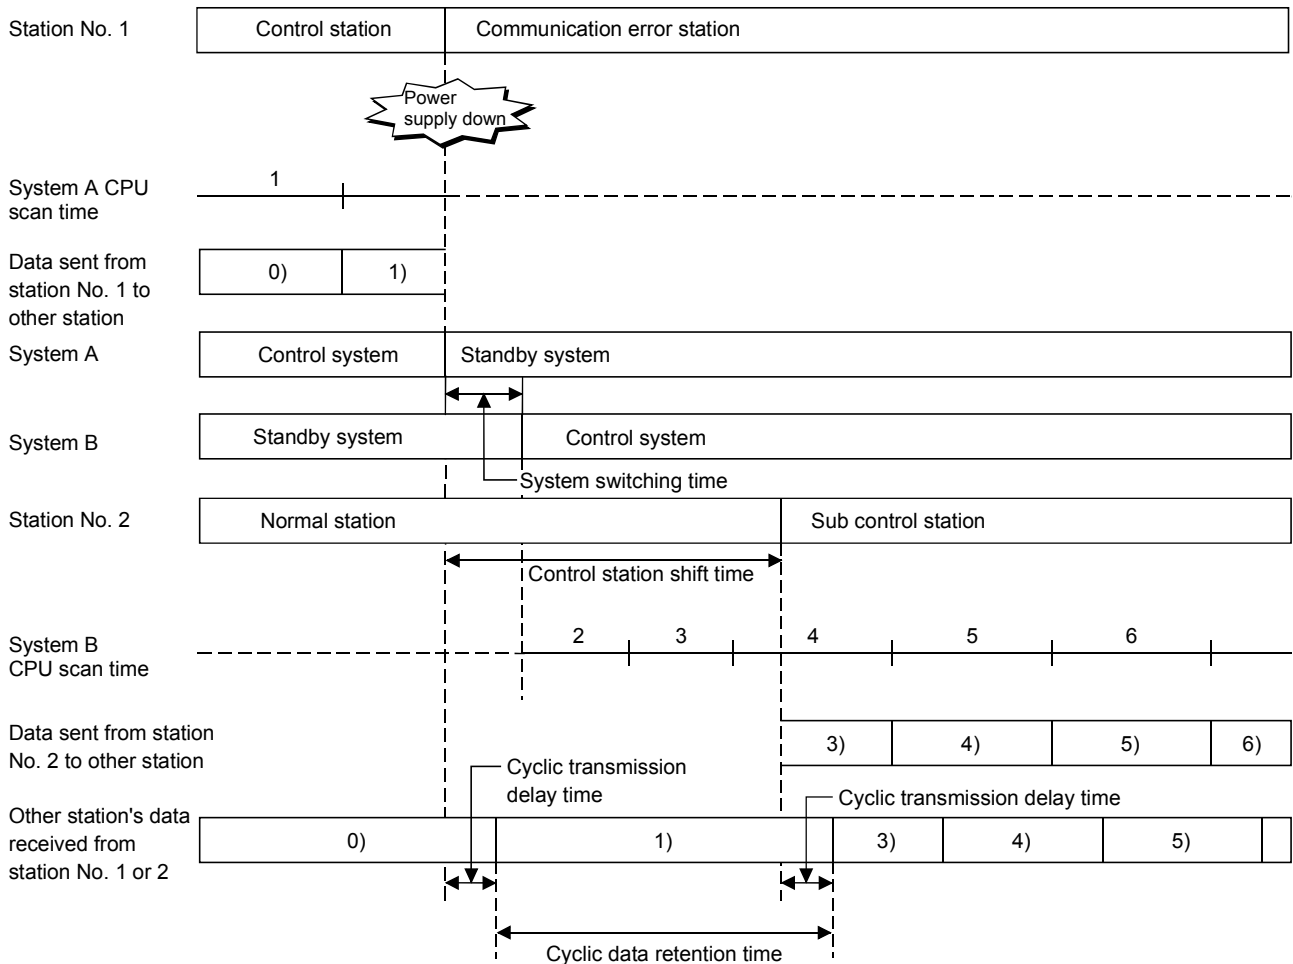 Station No. 1
Control station
Communication error station
Power
supply down
System A CPU
scan time
1
Data sent from
station No. 1 to
other station
0)
1)
System A
Control system
Standby system
System B
Standby system
Control system
System switching time
Station No. 2
Normal station
Sub control station
Control station shift time
System B
CPU scan time
2
3
4
5
6
Data sent from station
No. 2 to other station
3)
4)
5)
6)
Cyclic transmission
delay time
Cyclic transmission delay time
Other station's data
received from
station No. 1 or 2
0)
1)
3)
4)
5)
Cyclic data retention time